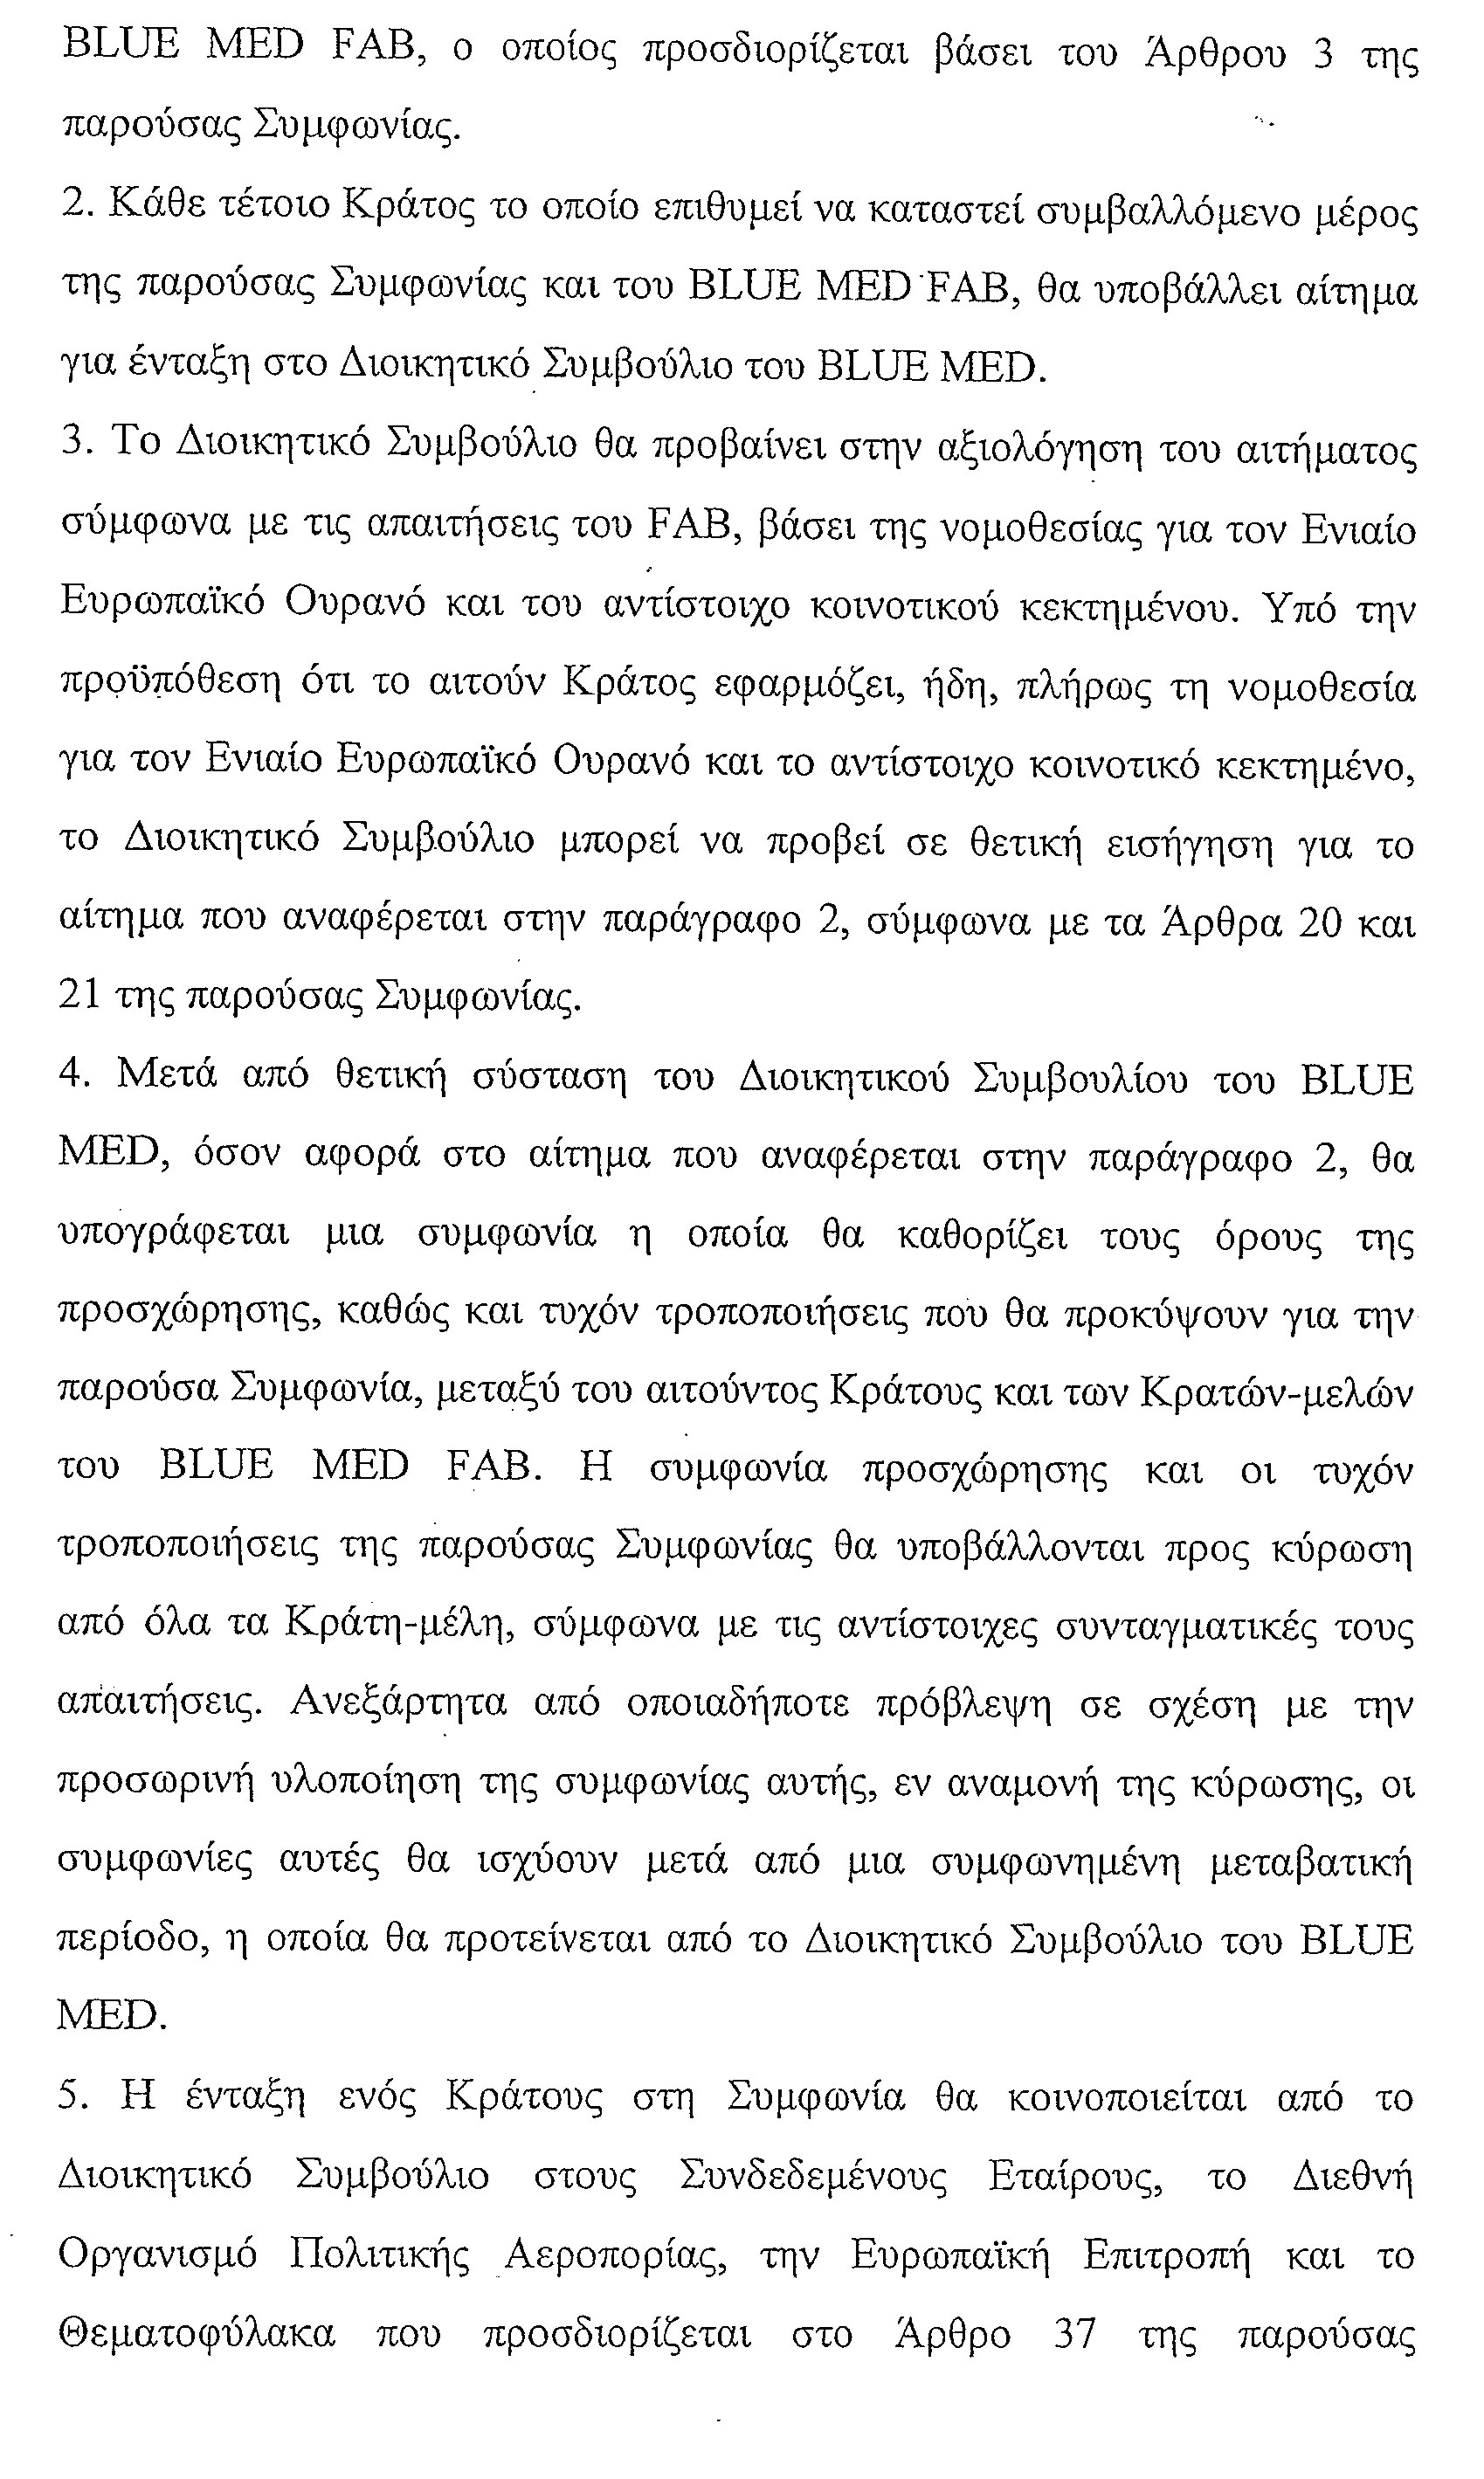 BLUE MED FAB, ο οποίος προσδιορίζεται βάσει του Άρθρου 3 της
παρούσας Συμφωνίας.
2. Κάθε τέτοιο Κράτος το οποίο επιθυμεί να καταστεί συμβαλλόμενο μέρος
της παρούσας Συμφωνίας και του BLUE MED FAB, θα υποβάλλει αίτημα
για ένταξη στο Διοικητικό Συμβούλιο του BLUE MED.
3. Το Διοικητικό Συμβούλιο θα προβαίνει στην αξιολόγηση του αιτήματος
σύμφωνα με τις απαιτήσεις του FAB, βάσει της νομοθεσίας για τον Ενιαίο
Ευρωπαϊκό Ουρανό και του αντίστοιχο κοινοτικού κεκτημένου. Υπό την
προϋπόθεση ότι το αιτούν Κράτος εφαρμόζει, ήδη, πλήρως τη νομοθεσία
για τον Ενιαίο Ευρωπαϊκό Ουρανό και το αντίστοιχο κοινοτικό κεκτημένο,
το Διοικητικό Συμβούλιο μπορεί να προβεί σε θετική εισήγηση για το
αίτημα που αναφέρεται στην παράγραφο 2, σύμφωνα με τα Άρθρα 20 και
21 της παρούσας Συμφωνίας.
4. Μετά από θετική σύσταση του Διοικητικού Συμβουλίου του BLUE
MED, όσον αφορά στο αίτημα που αναφέρεται στην παράγραφο 2, θα
υπογράφεται μια συμφωνία η οποία θα καθορίζει τους όρους της
προσχώρησης, καθώς και τυχόν τροποποιήσεις που θα προκύψουν για την
παρούσα Συμφωνία, μεταξύ του αιτούντος Κράτους και των Κρατών-μελών
του BLUE MED FAB. Η συμφωνία προσχώρησης και οι τυχόν
τροποποιήσεις της παρούσας Συμφωνίας θα υποβάλλονται προς κύρωση
από όλα τα Κράτη-μέλη, σύμφωνα με τις αντίστοιχες συνταγματικές τους
απαιτήσεις. Ανεξάρτητα από οποιαδήποτε πρόβλεψη σε σχέση με την
προσωρινή υλοποίηση της συμφωνίας αυτής, εν αναμονή της κύρωσης, οι
συμφωνίες αυτές θα ισχύουν μετά από μια συμφωνημένη μεταβατική
περίοδο, η οποία θα προτείνεται από το Διοικητικό Συμβούλιο του BLUE
MED.
5. Η ένταξη ενός Κράτους στη Συμφωνία θα κοινοποιείται από το
Διοικητικό Συμβούλιο στους Συνδεδεμένους Εταίρους, το Διεθνή
Οργανισμό Πολιτικής Αεροπορίας, την Ευρωπαϊκή Επιτροπή και το
Θεματοφύλακα που προσδιορίζεται στο Άρθρο 37 της παρούσας